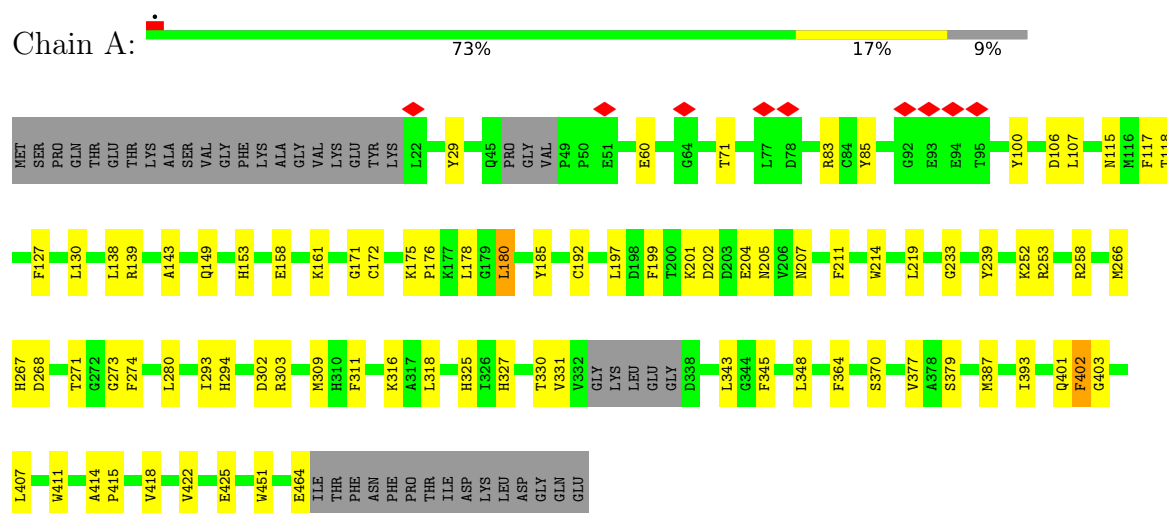 Chain A:
73% 17% 9%
MET SER PRO GLN THR GLU THR LYS ALA SER VAL GLY PHE LYS ALA GLY VAL LYS GLU TYR LYS L22 Y29 Q45 PRO GLY VAL P49 P50 E51 E60 G64 T71 L77 D78 R83 C84 Y85 G92 E93 E94 T95 Y100 D106 L107 N115 M116 F117 T118
F127 L130 L138 R139 A143 Q149 H153 E158 K161 G171 C172 K175 P176 K177 L178 G179 L180 Y185 C192 L197 D198 F199 T200 K201 D202 D203 E204 N205 V206 N207 F211 W214 L219 G233 Y239 K252 R253 R258 M266
H267 D268 T271 G272 G273 F274 L280 I293 H294 D302 R303 M309 H310 F311 K316 A317 L318 H325 I326 H327 T330 V331 V332 GLY LYS LEU GLU GLY D338 L343 G344 F345 L348 F364 S370 V377 A378 S379 M387 I393 Q401 F402 G403
L407 W411 A414 P415 V418 V422 E425 W451 E464 ILE THR PHE ASN PHE PRO THR ILE ASP LYS LEU ASP GLY GLN GLU